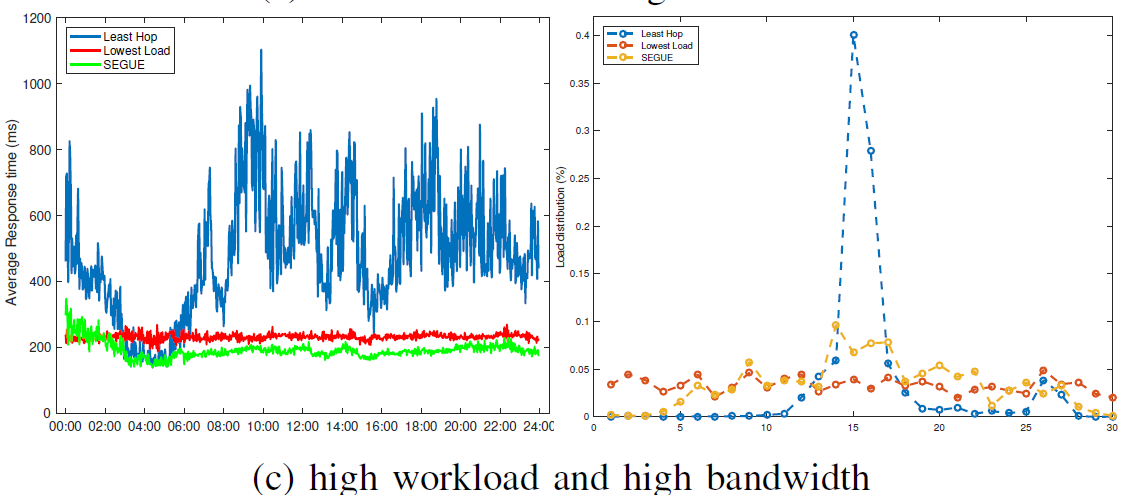 1200
1000
800
600
400
200
0
Average Response time (ms)
Least Hop
Lowest Load
SEGUE
00:00 02:00 04:00 06:00 08:00 10:00 12:00 14:00 16:00 18:00 20:00 22:00 24:00
0.4
0.35
0.3
0.25
0.2
0.15
0.1
0.05
0
Load distribution (%)
Least Hop
Lowest Load
SEGUE
0 5 10 15 20 25 30
(c) high workload and high bandwidth